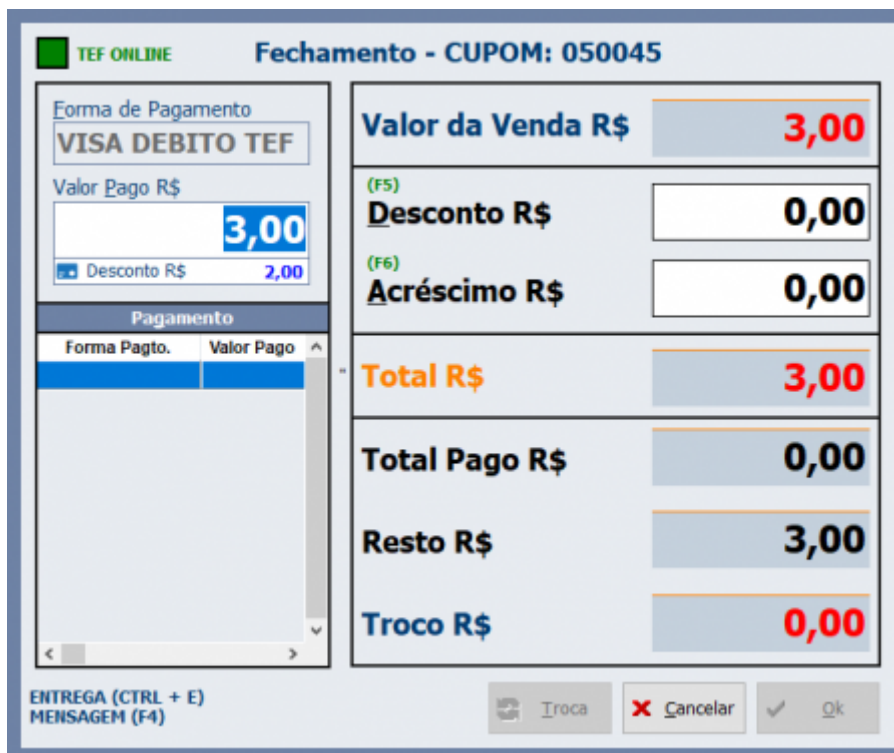 TEF ONLINE
Fechamento - CUPOM: 050045
Forma de Pagamento
VISA DEBITO TEF
Valor Pago R$
3,00
Desconto R$ 2,00
Pagamento
Forma Pagto. Valor Pago
Valor da Venda R$ 3,00
(F5)
Desconto R$ 0,00
(F6)
Acréscimo R$ 0,00
Total R$ 3,00
Total Pago R$ 0,00
Resto R$ 3,00
Troco R$ 0,00
ENTREGA (CTRL + E)
MENSAGEM (F4)
Troca Cancelar Ok